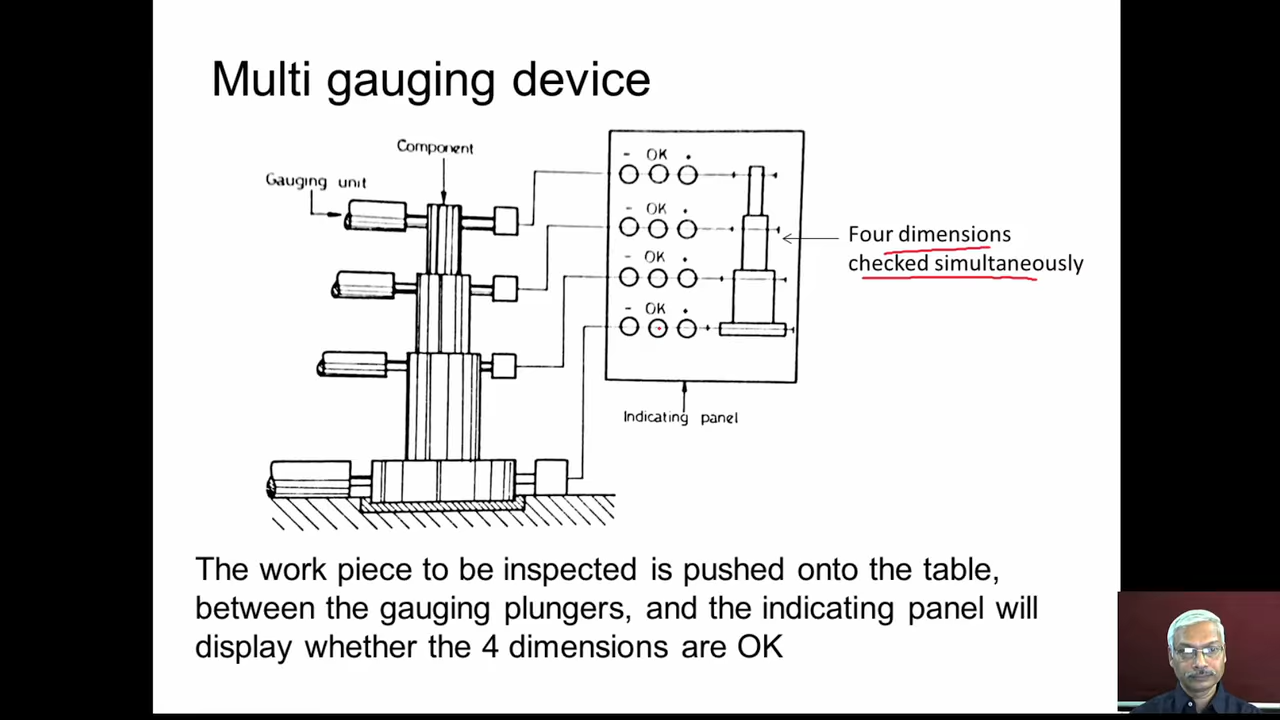 Multi gauging device
Component
Gauging unit
- OK •
- OK •
- OK •
- OK •
Four dimensions
checked simultaneously
Indicating panel
The work piece to be inspected is pushed onto the table,
between the gauging plungers, and the indicating panel will
display whether the 4 dimensions are OK